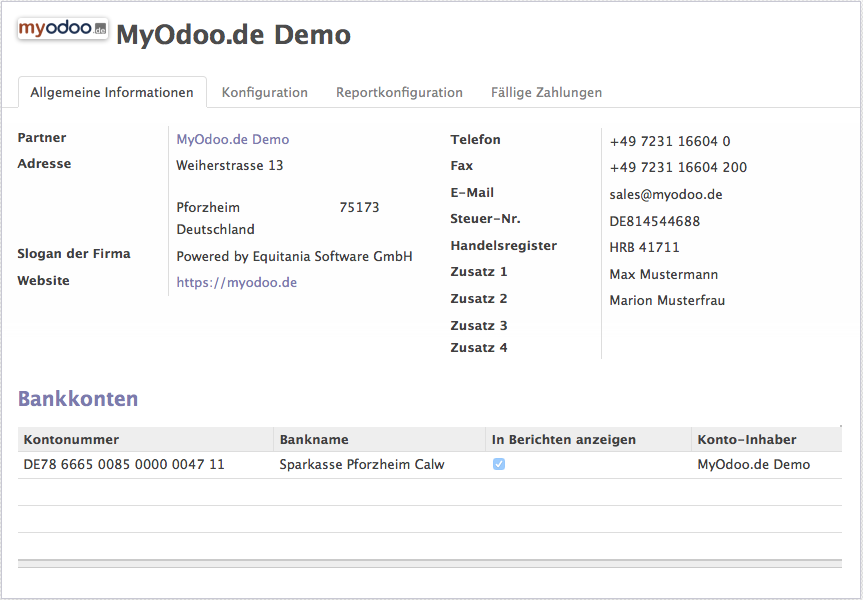 myodoo.de MyOdoo.de Demo
Allgemeine Informationen Konfiguration Reportkonfiguration Fällige Zahlungen
Partner MyOdoo.de Demo
Adresse Weiherstrasse 13
Pforzheim 75173
Deutschland
Slogan der Firma Powered by Equitania Software GmbH
Website https://myodoo.de
Telefon +49 7231 16604 0
Fax +49 7231 16604 200
E-Mail sales@myodoo.de
Steuer-Nr. DE814544688
Handelsregister HRB 41711
Zusatz 1 Max Mustermann
Zusatz 2 Marion Musterfrau
Zusatz 3
Zusatz 4
Bankkonten
Kontonummer Bankname In Berichten anzeigen Konto-Inhaber
DE78 6665 0085 0000 0047 11 Sparkasse Pforzheim Calw MyOdoo.de Demo